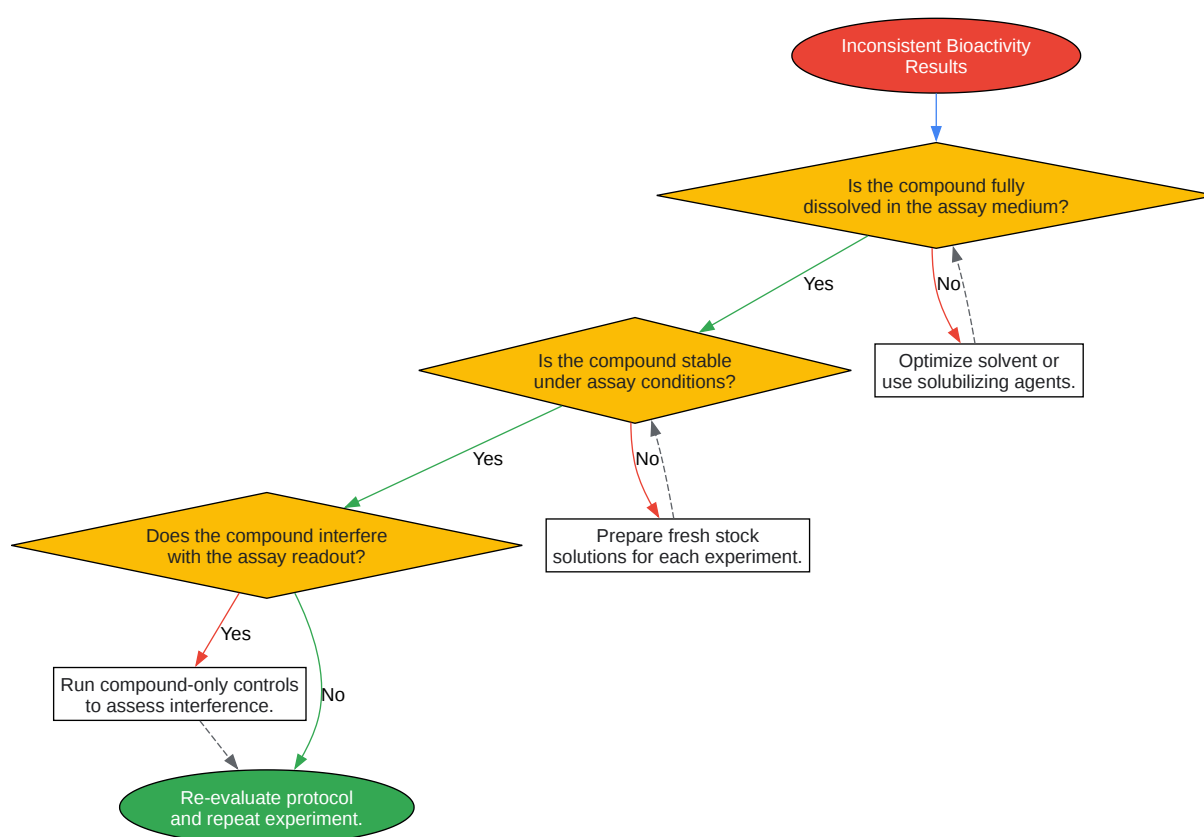 Inconsistent Bioactivity
Results
Is the compound fully
dissolved in the assay medium?
Yes
No
Is the compound stable
under assay conditions?
Optimize solvent or
use solubilizing agents.
Yes
No
Does the compound interfere
with the assay readout?
Prepare fresh stock
solutions for each experiment.
Yes
No
Run compound-only controls
to assess interference.
Re-evaluate protocol
and repeat experiment.